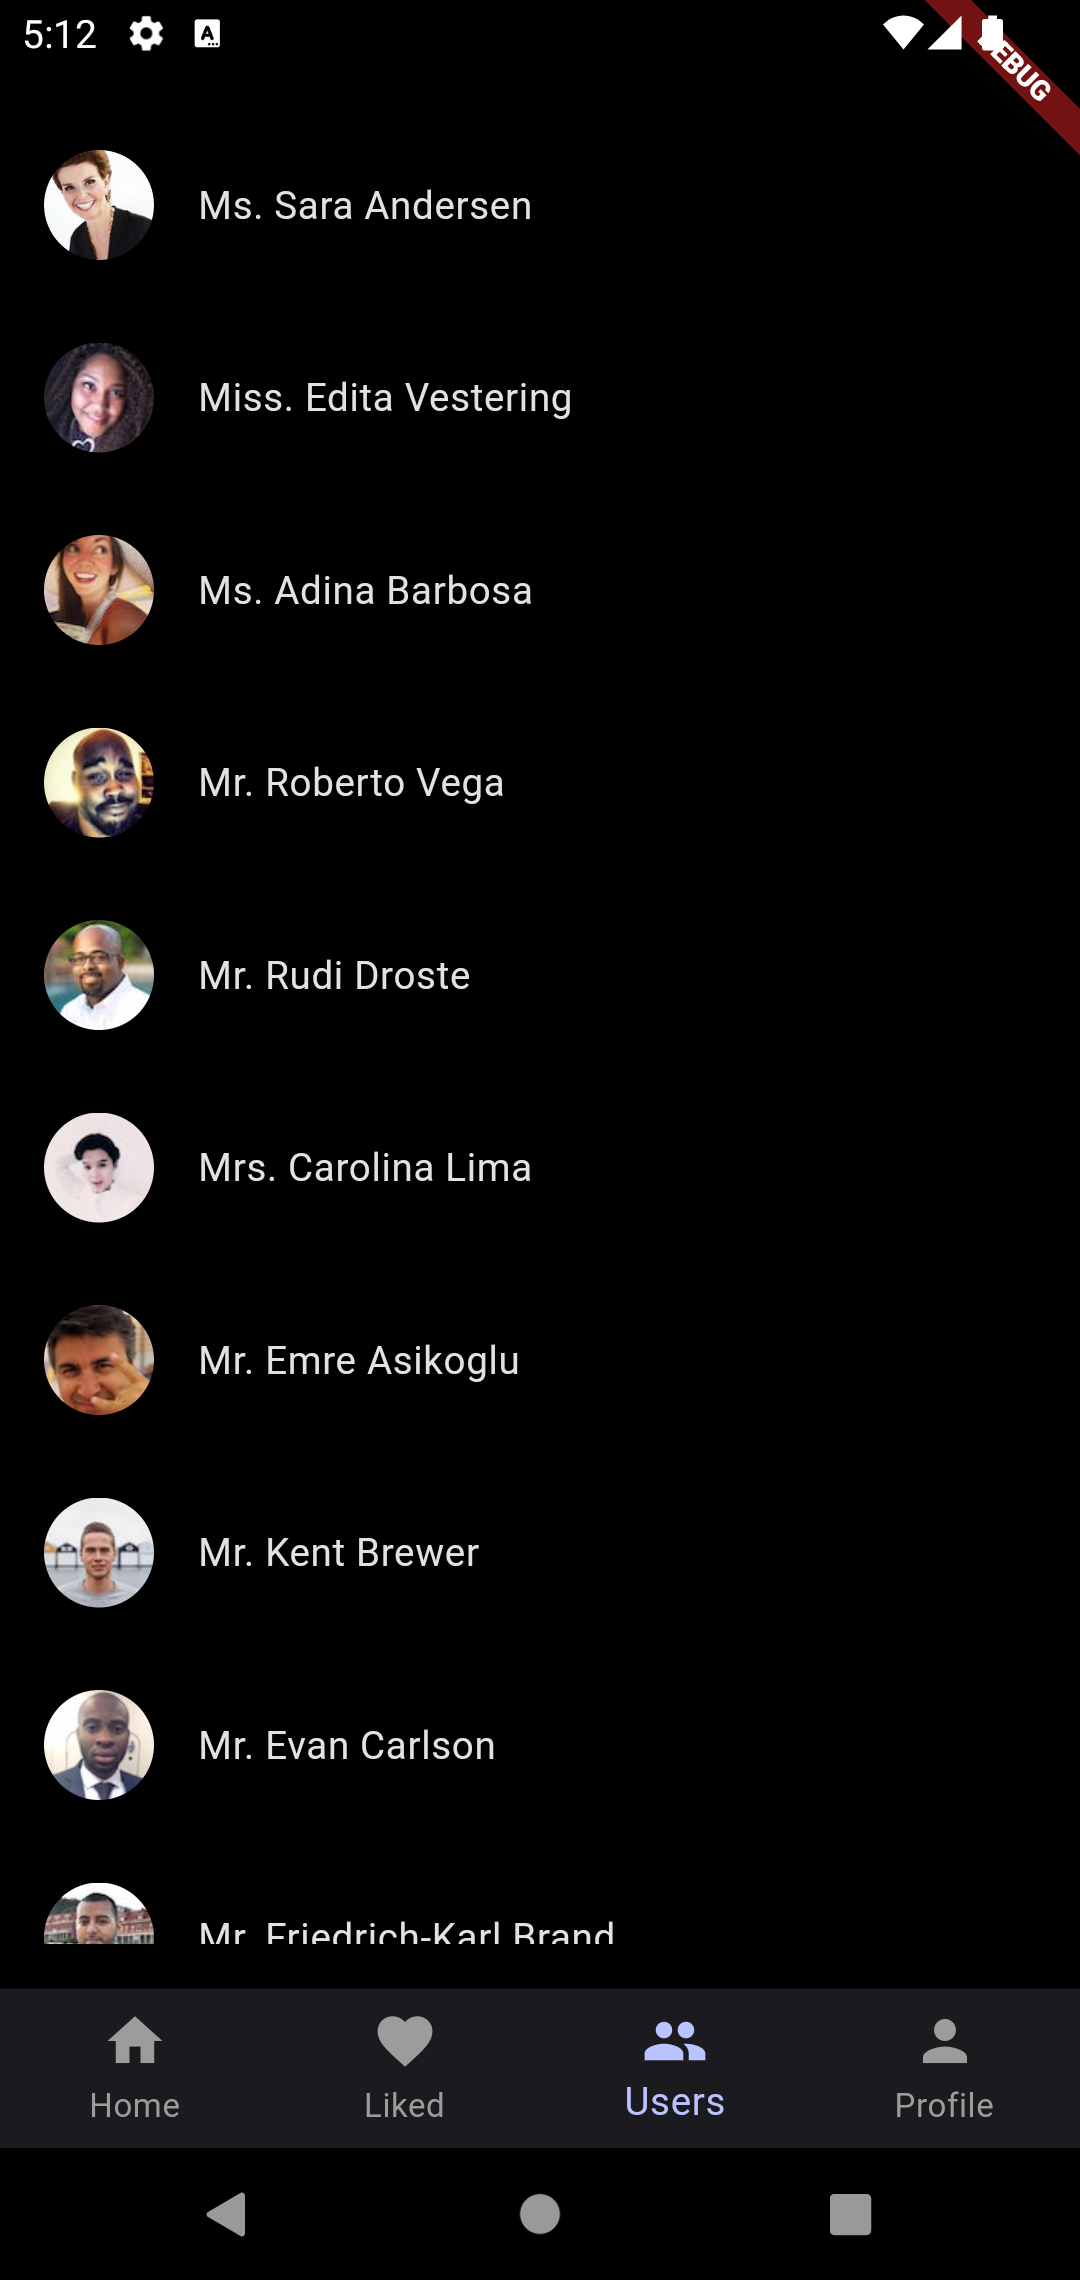 5:12
DEBUG
Ms. Sara Andersen
Miss. Edita Vestering
Ms. Adina Barbosa
Mr. Roberto Vega
Mr. Rudi Droste
Mrs. Carolina Lima
Mr. Emre Asikoglu
Mr. Kent Brewer
Mr. Evan Carlson
Mr. Friedrich-Karl Brand
Home Liked Users Profile